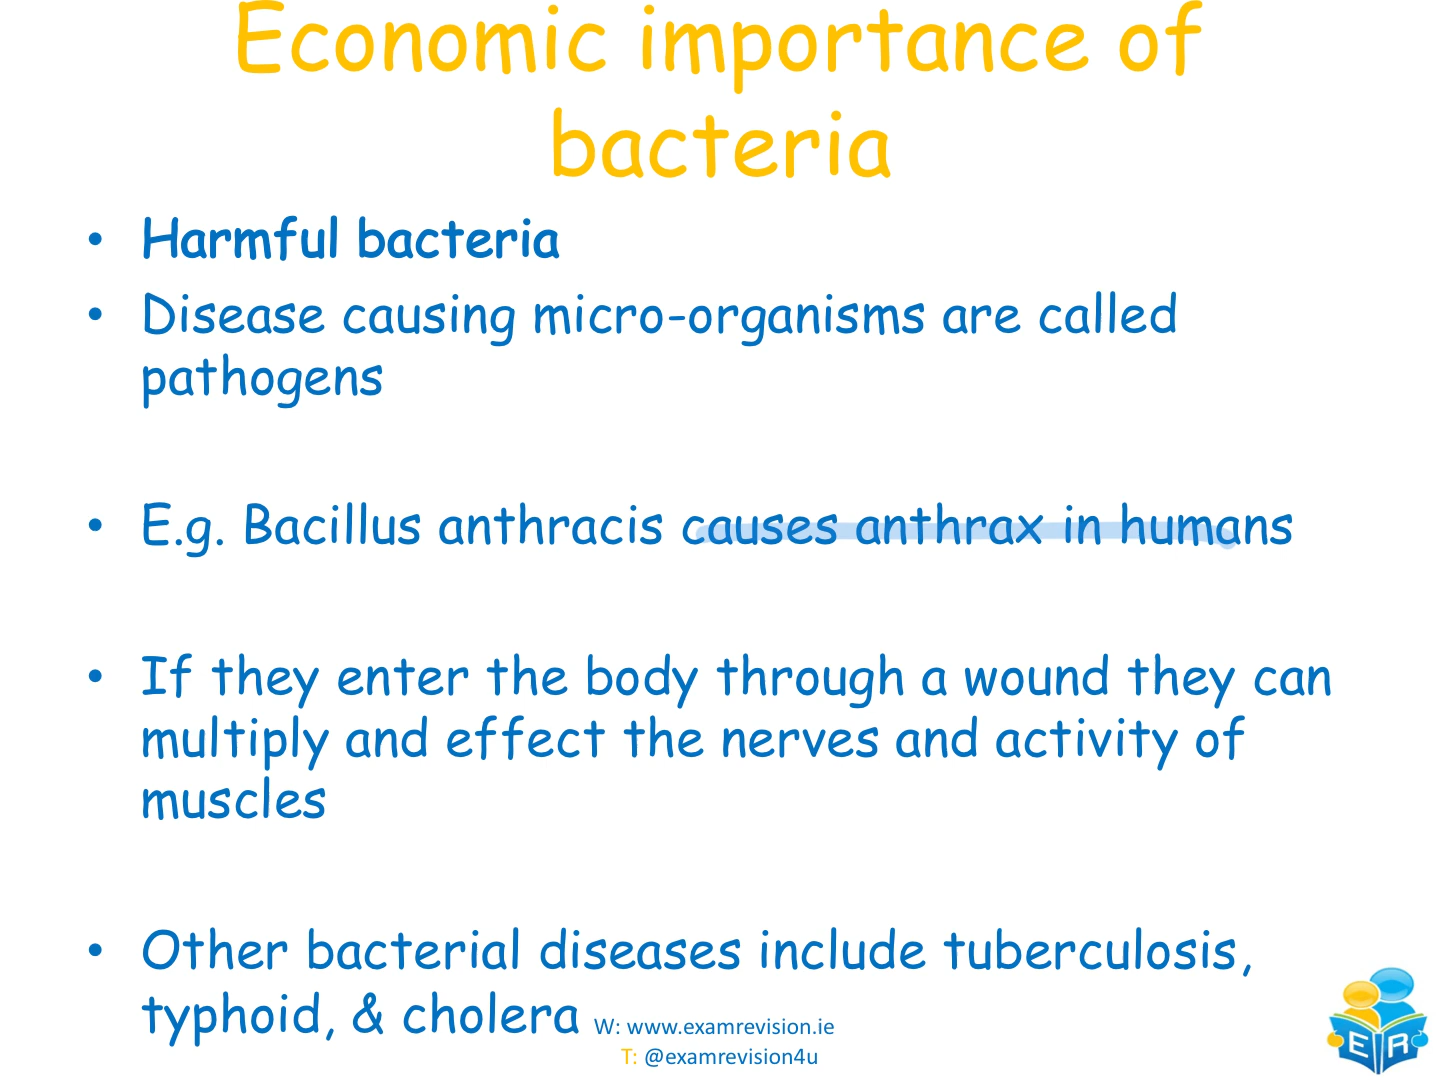 Economic importance of
bacteria
• Harmful bacteria
• Disease causing micro-organisms are called
pathogens
• E.g. Bacillus anthracis causes anthrax in humans
• If they enter the body through a wound they can
multiply and effect the nerves and activity of
muscles
• Other bacterial diseases include tuberculosis,
typhoid, & cholera
W: www.examrevision.ie
T: @examrevision4u
E R